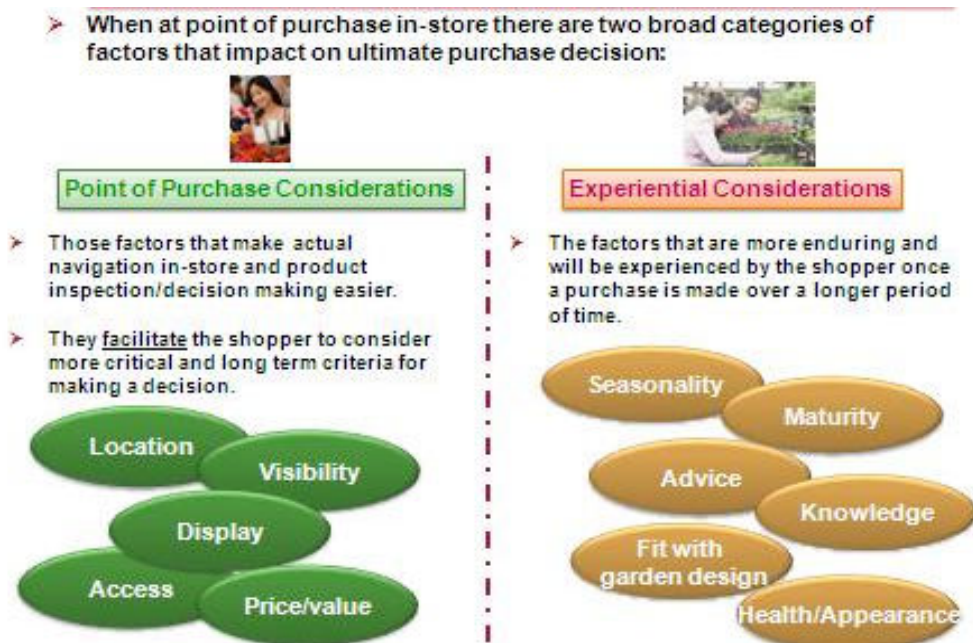 When at point of purchase in-store there are two broad categories of
factors that impact on ultimate purchase decision:
Point of Purchase Considerations
Those factors that make actual
navigation in-store and product
inspection/decision making easier.
They facilitate the shopper to consider
more critical and long term criteria for
making a decision.
Location
Visibility
Display
Access
Price/value
Experiential Considerations
The factors that are more enduring and
will be experienced by the shopper once
a purchase is made over a longer period
of time.
Seasonality
Maturity
Advice
Knowledge
Fit with
garden design
Health/Appearance